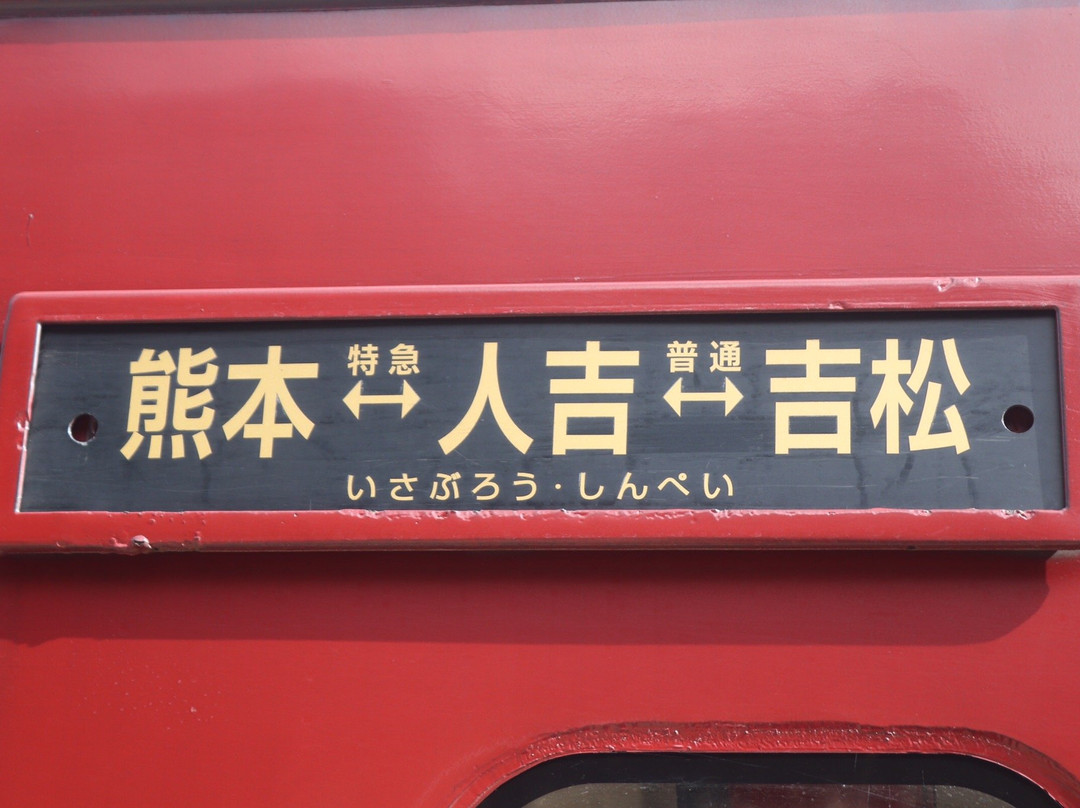 熊本 特急 ↔ 人吉 普通 ↔ 吉松
いさぶろう・しんぺい